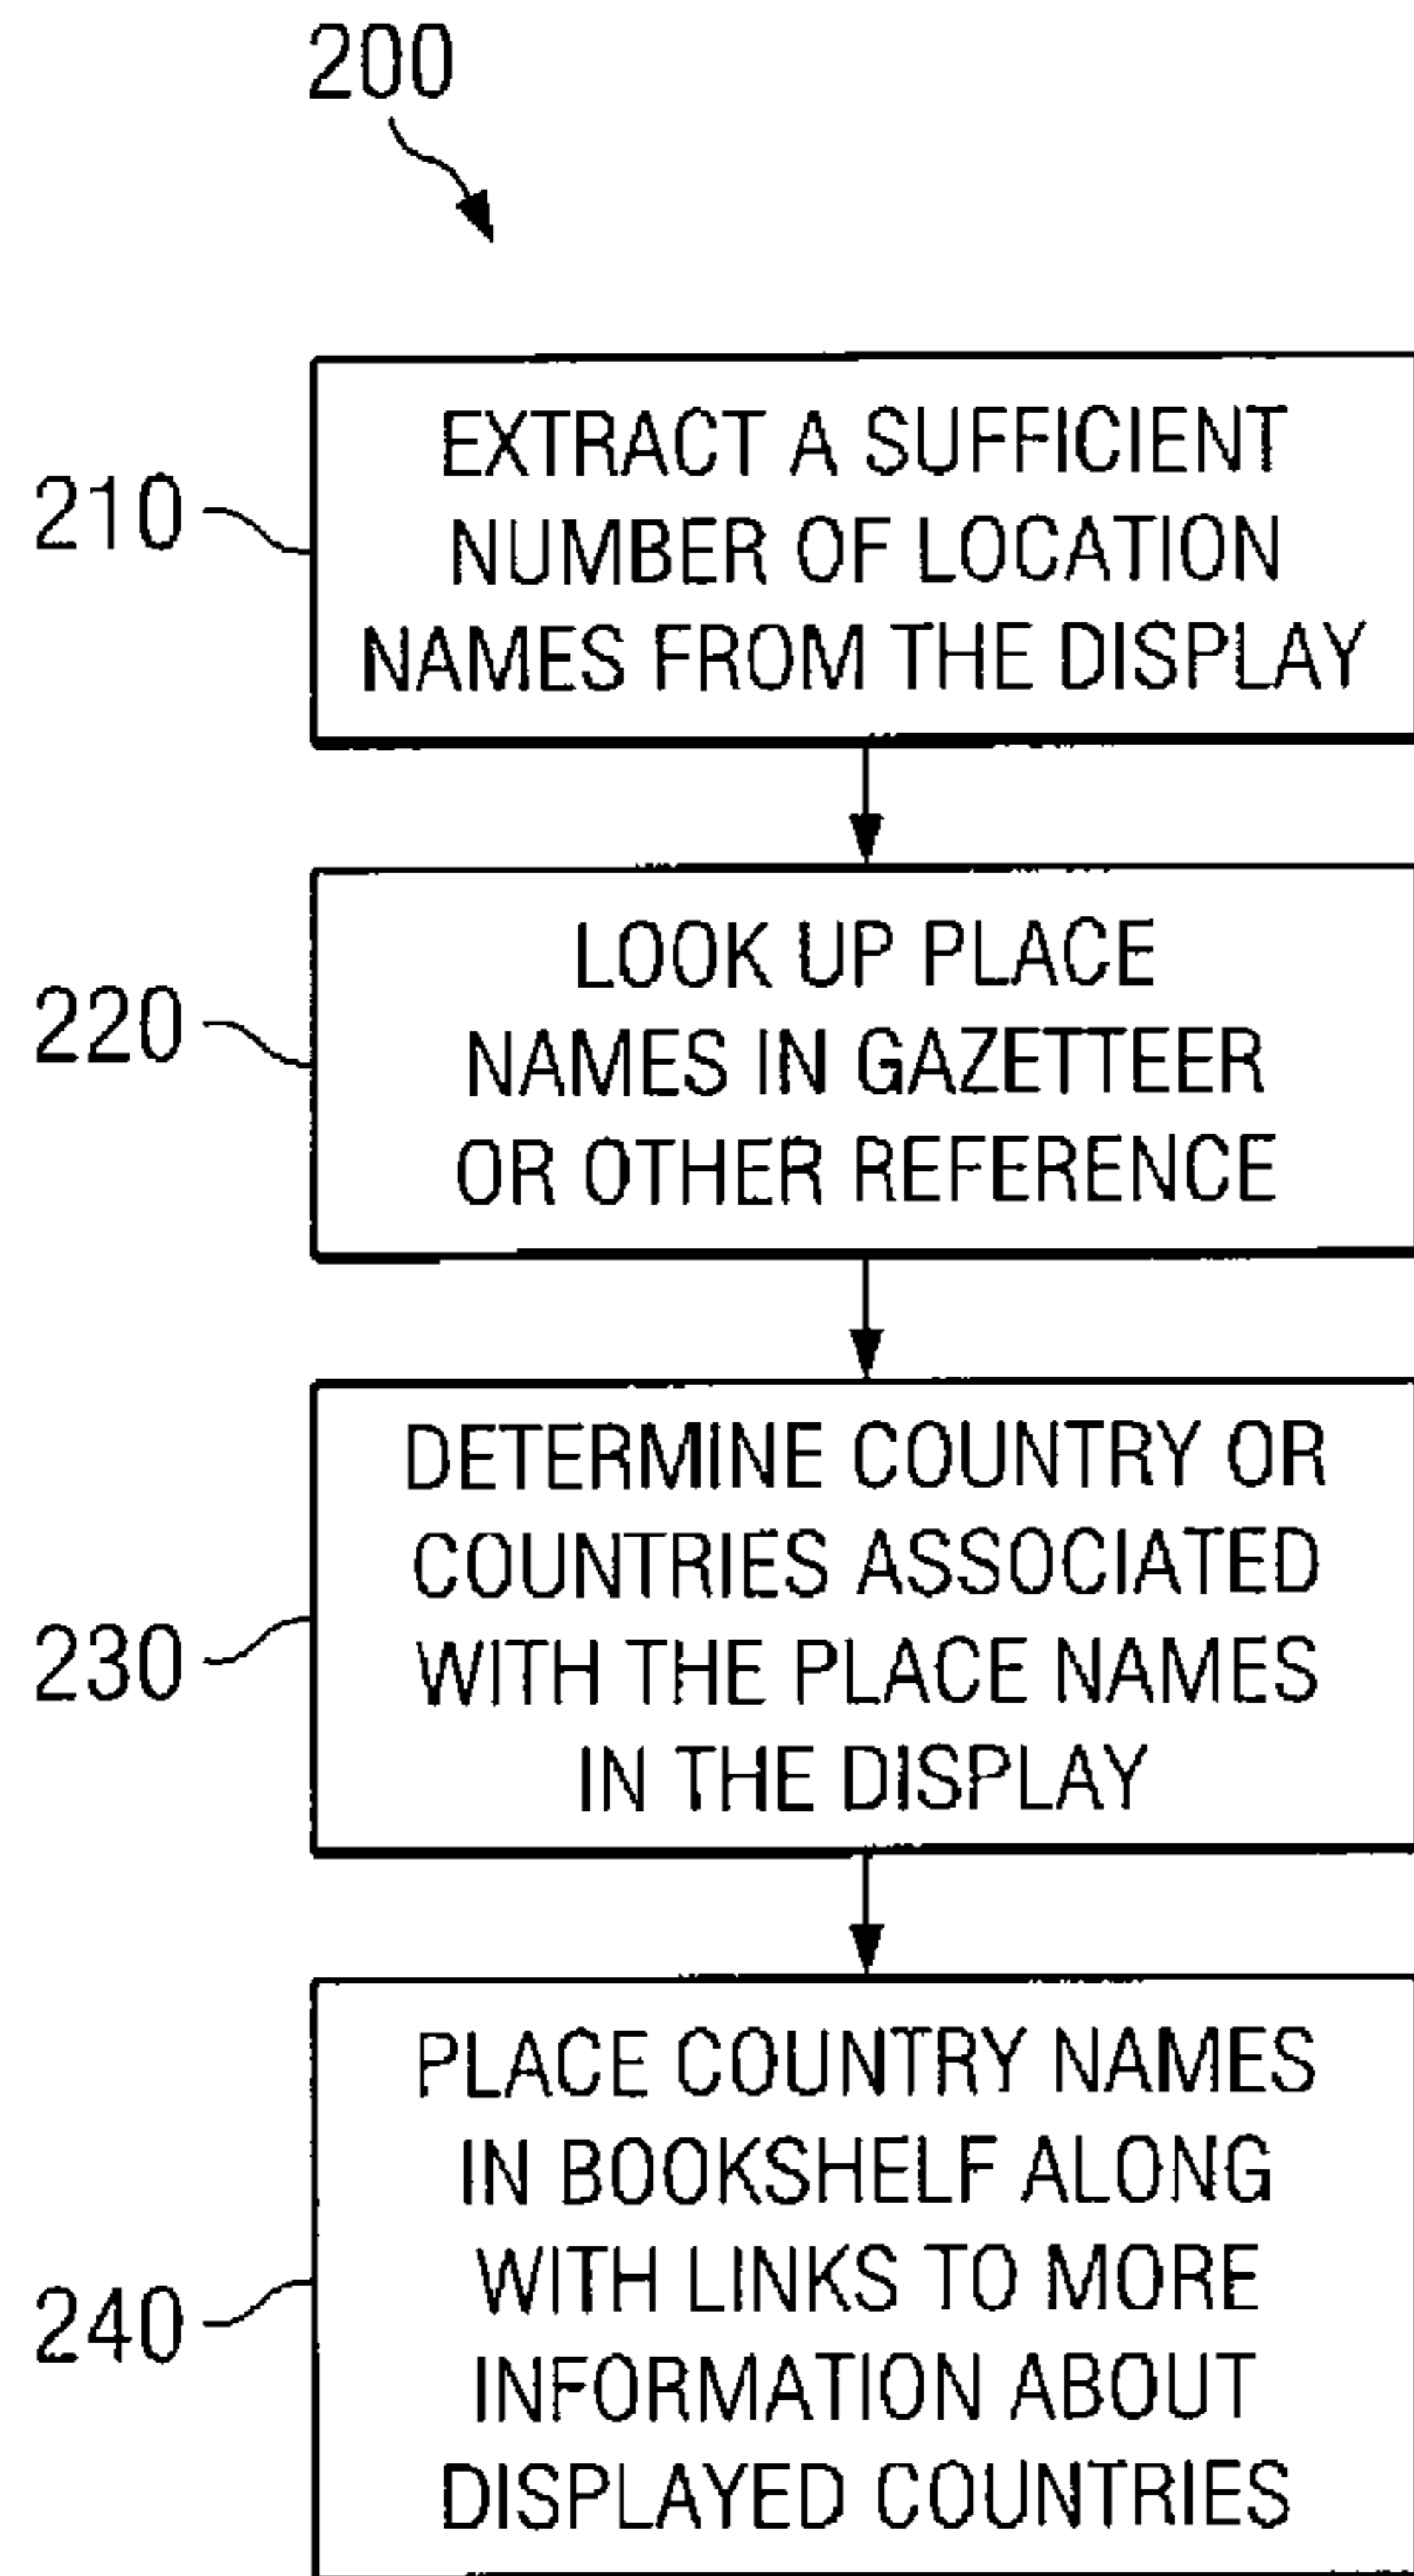 200
210
EXTRACT A SUFFICIENT
NUMBER OF LOCATION
NAMES FROM THE DISPLAY
220
LOOK UP PLACE
NAMES IN GAZETTEER
OR OTHER REFERENCE
230
DETERMINE COUNTRY OR
COUNTRIES ASSOCIATED
WITH THE PLACE NAMES
IN THE DISPLAY
240
PLACE COUNTRY NAMES
IN BOOKSHELF ALONG
WITH LINKS TO MORE
INFORMATION ABOUT
DISPLAYED COUNTRIES